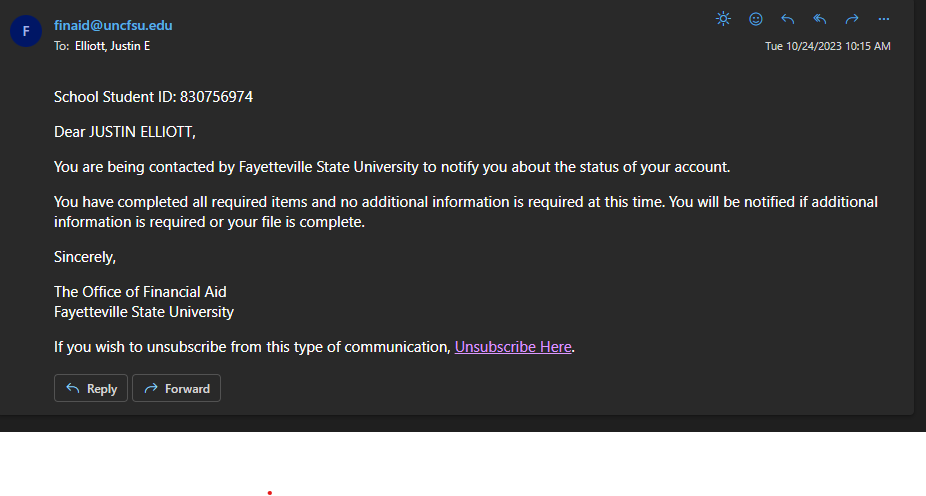 F
finaid@uncfsu.edu
To: Elliott, Justin E
Tue 10/24/2023 10:15 AM
School Student ID: 830756974
Dear JUSTIN ELLIOTT,
You are being contacted by Fayetteville State University to notify you about the status of your account.
You have completed all required items and no additional information is required at this time. You will be notified if additional
information is required or your file is complete.
Sincerely,
The Office of Financial Aid
Fayetteville State University
If you wish to unsubscribe from this type of communication, Unsubscribe Here.
Reply Forward